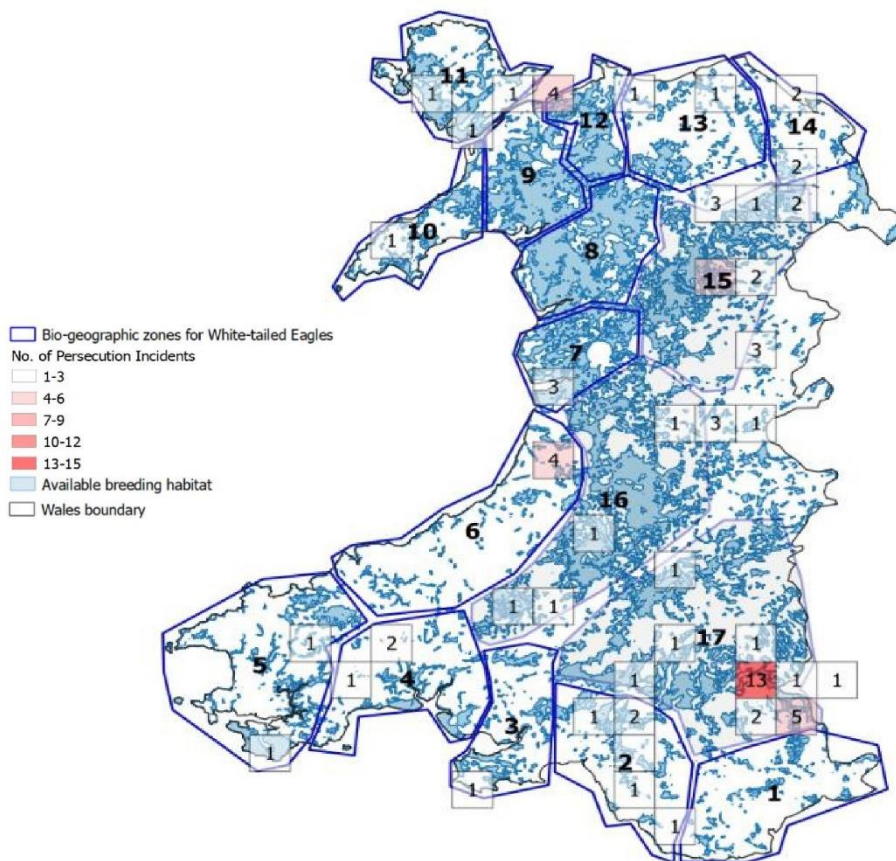 11
1 1 4 1 1 2
12 13 14
1
2
9
3 1 2
10
1
8
15 2
7 3
3
1 3 1
4
16
6 1
1
1 1
1 2 17 1 1
5
1 4 1 13 1 1
1 2 2 5
3
1 2
1 1 1
1
Bio-geographic zones for White-tailed Eagles
No. of Persecution Incidents
1-3
4-6
7-9
10-12
13-15
Available breeding habitat
Wales boundary